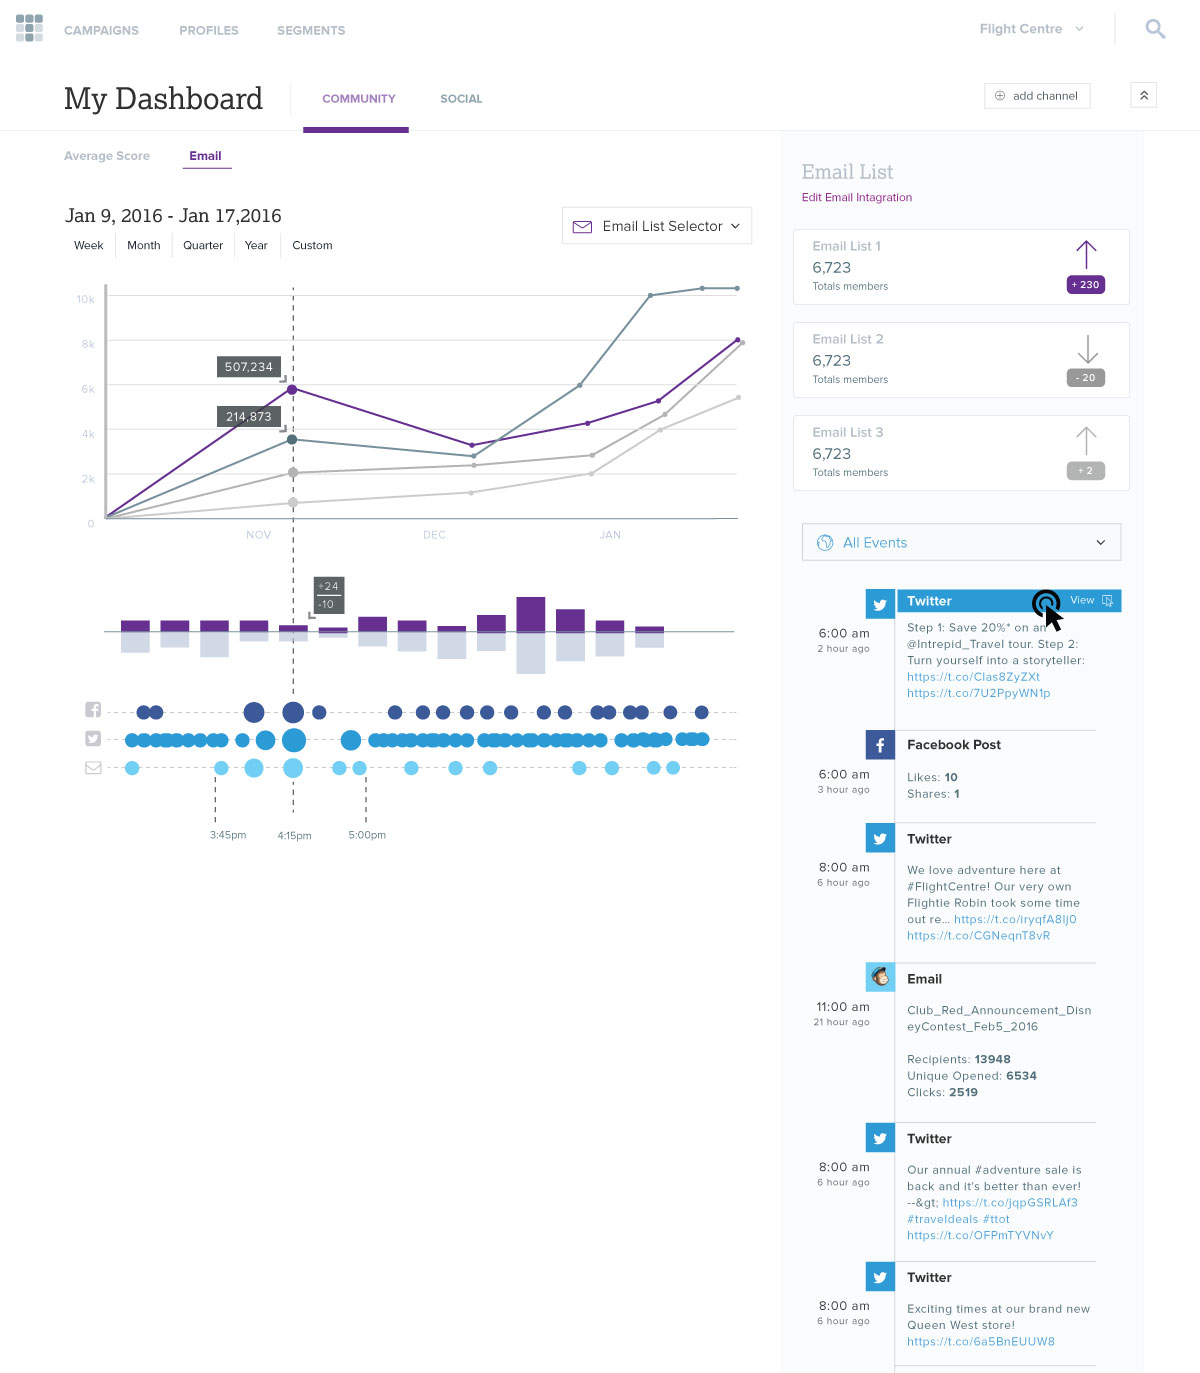 CAMPAIGNS PROFILES SEGMENTS Flight Centre
My Dashboard COMMUNITY SOCIAL add channel
Average Score Email
Jan 9, 2016 - Jan 17,2016
Email List Selector
Week Month Quarter Year Custom
10k
8k
6k
4k
2k
0
507,234
214,873
NOV DEC JAN
+24
-10
3:45pm 4:15pm 5:00pm
Email List
Edit Email Intagration
Email List 1
6,723
Totals members
+ 230
Email List 2
6,723
Totals members
- 20
Email List 3
6,723
Totals members
+ 2
All Events
Twitter View
6:00 am
2 hour ago
Step 1: Save 20%* on an
@Intrepid_Travel tour. Step 2:
Turn yourself into a storyteller:
https://t.co/Clas8ZyZXt
https://t.co/7U2PpyWN1p
Facebook Post
6:00 am
3 hour ago
Likes: 10
Shares: 1
Twitter
8:00 am
6 hour ago
We love adventure here at
#FlightCentre! Our very own
Flightie Robin took some time
out re... https://t.co/IryqfA8Ij0
https://t.co/CGNeqnT8vR
Email
11:00 am
21 hour ago
Club_Red_Announcement_Disn
eyContest_Feb5_2016
Recipients: 13948
Unique Opened: 6534
Clicks: 2519
Twitter
8:00 am
6 hour ago
Our annual #adventure sale is
back and it's better than ever!
--&gt; https://t.co/jqpGSRLAf3
#traveldeals #ttot
https://t.co/OFPmTYVNvY
Twitter
8:00 am
6 hour ago
Exciting times at our brand new
Queen West store!
https://t.co/6a5BnEUUW8